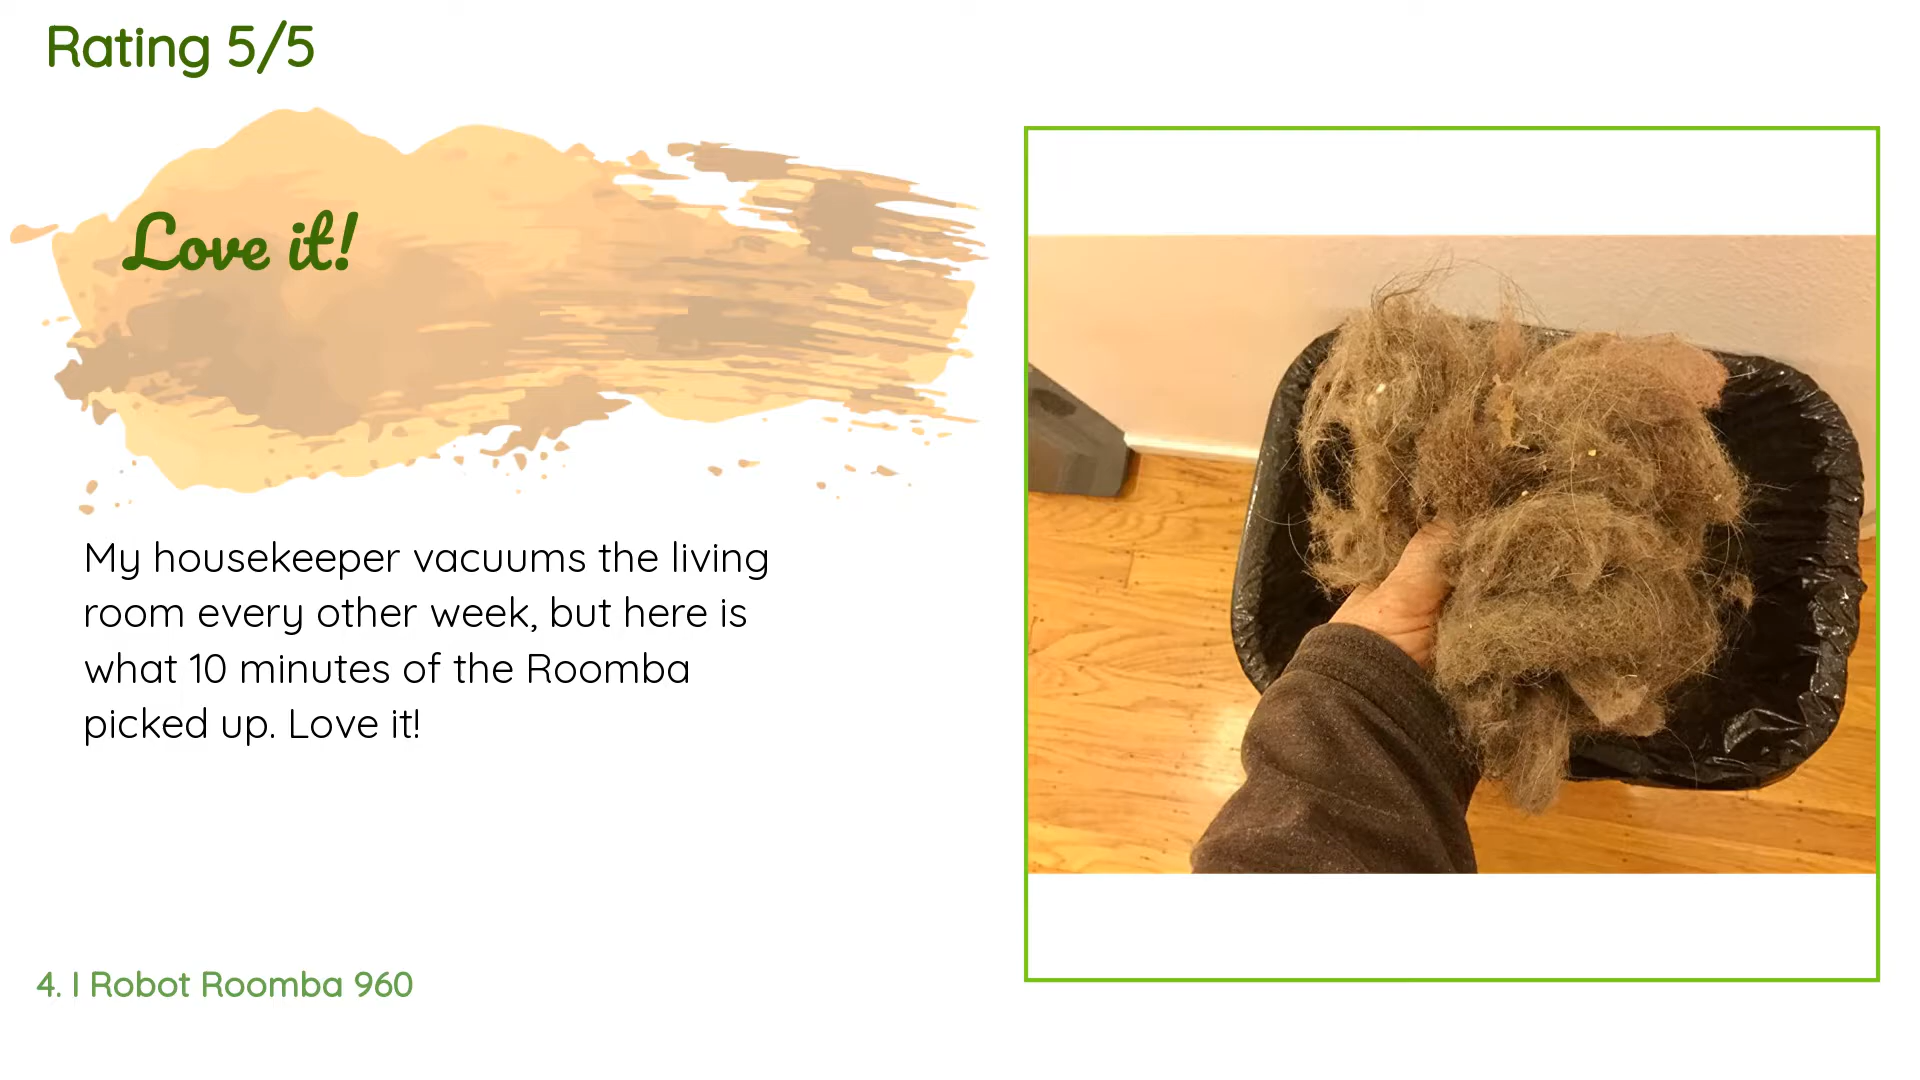 Rating 5/5
Love it!
My housekeeper vacuums the living
room every other week, but here is
what 10 minutes of the Roomba
picked up. Love it!
4. I Robot Roomba 960